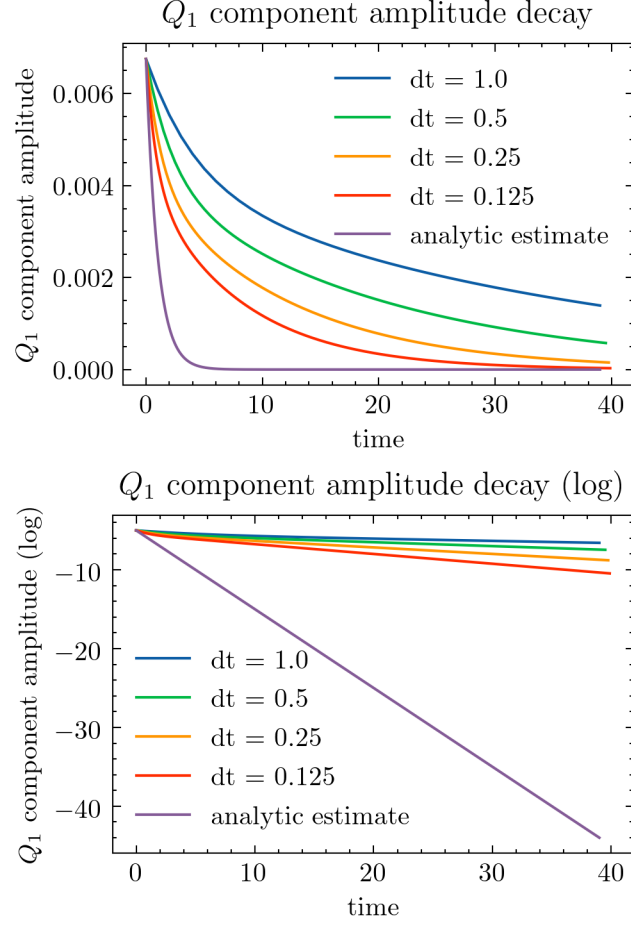 Q₁ component amplitude decay
Q₁ component amplitude
0.006
0.004
0.002
0.000
dt = 1.0
dt = 0.5
dt = 0.25
dt = 0.125
analytic estimate
0 10 20 30 40
time
Q₁ component amplitude decay (log)
Q₁ component amplitude (log)
−10
−20
−30
−40
dt = 1.0
dt = 0.5
dt = 0.25
dt = 0.125
analytic estimate
0 10 20 30 40
time